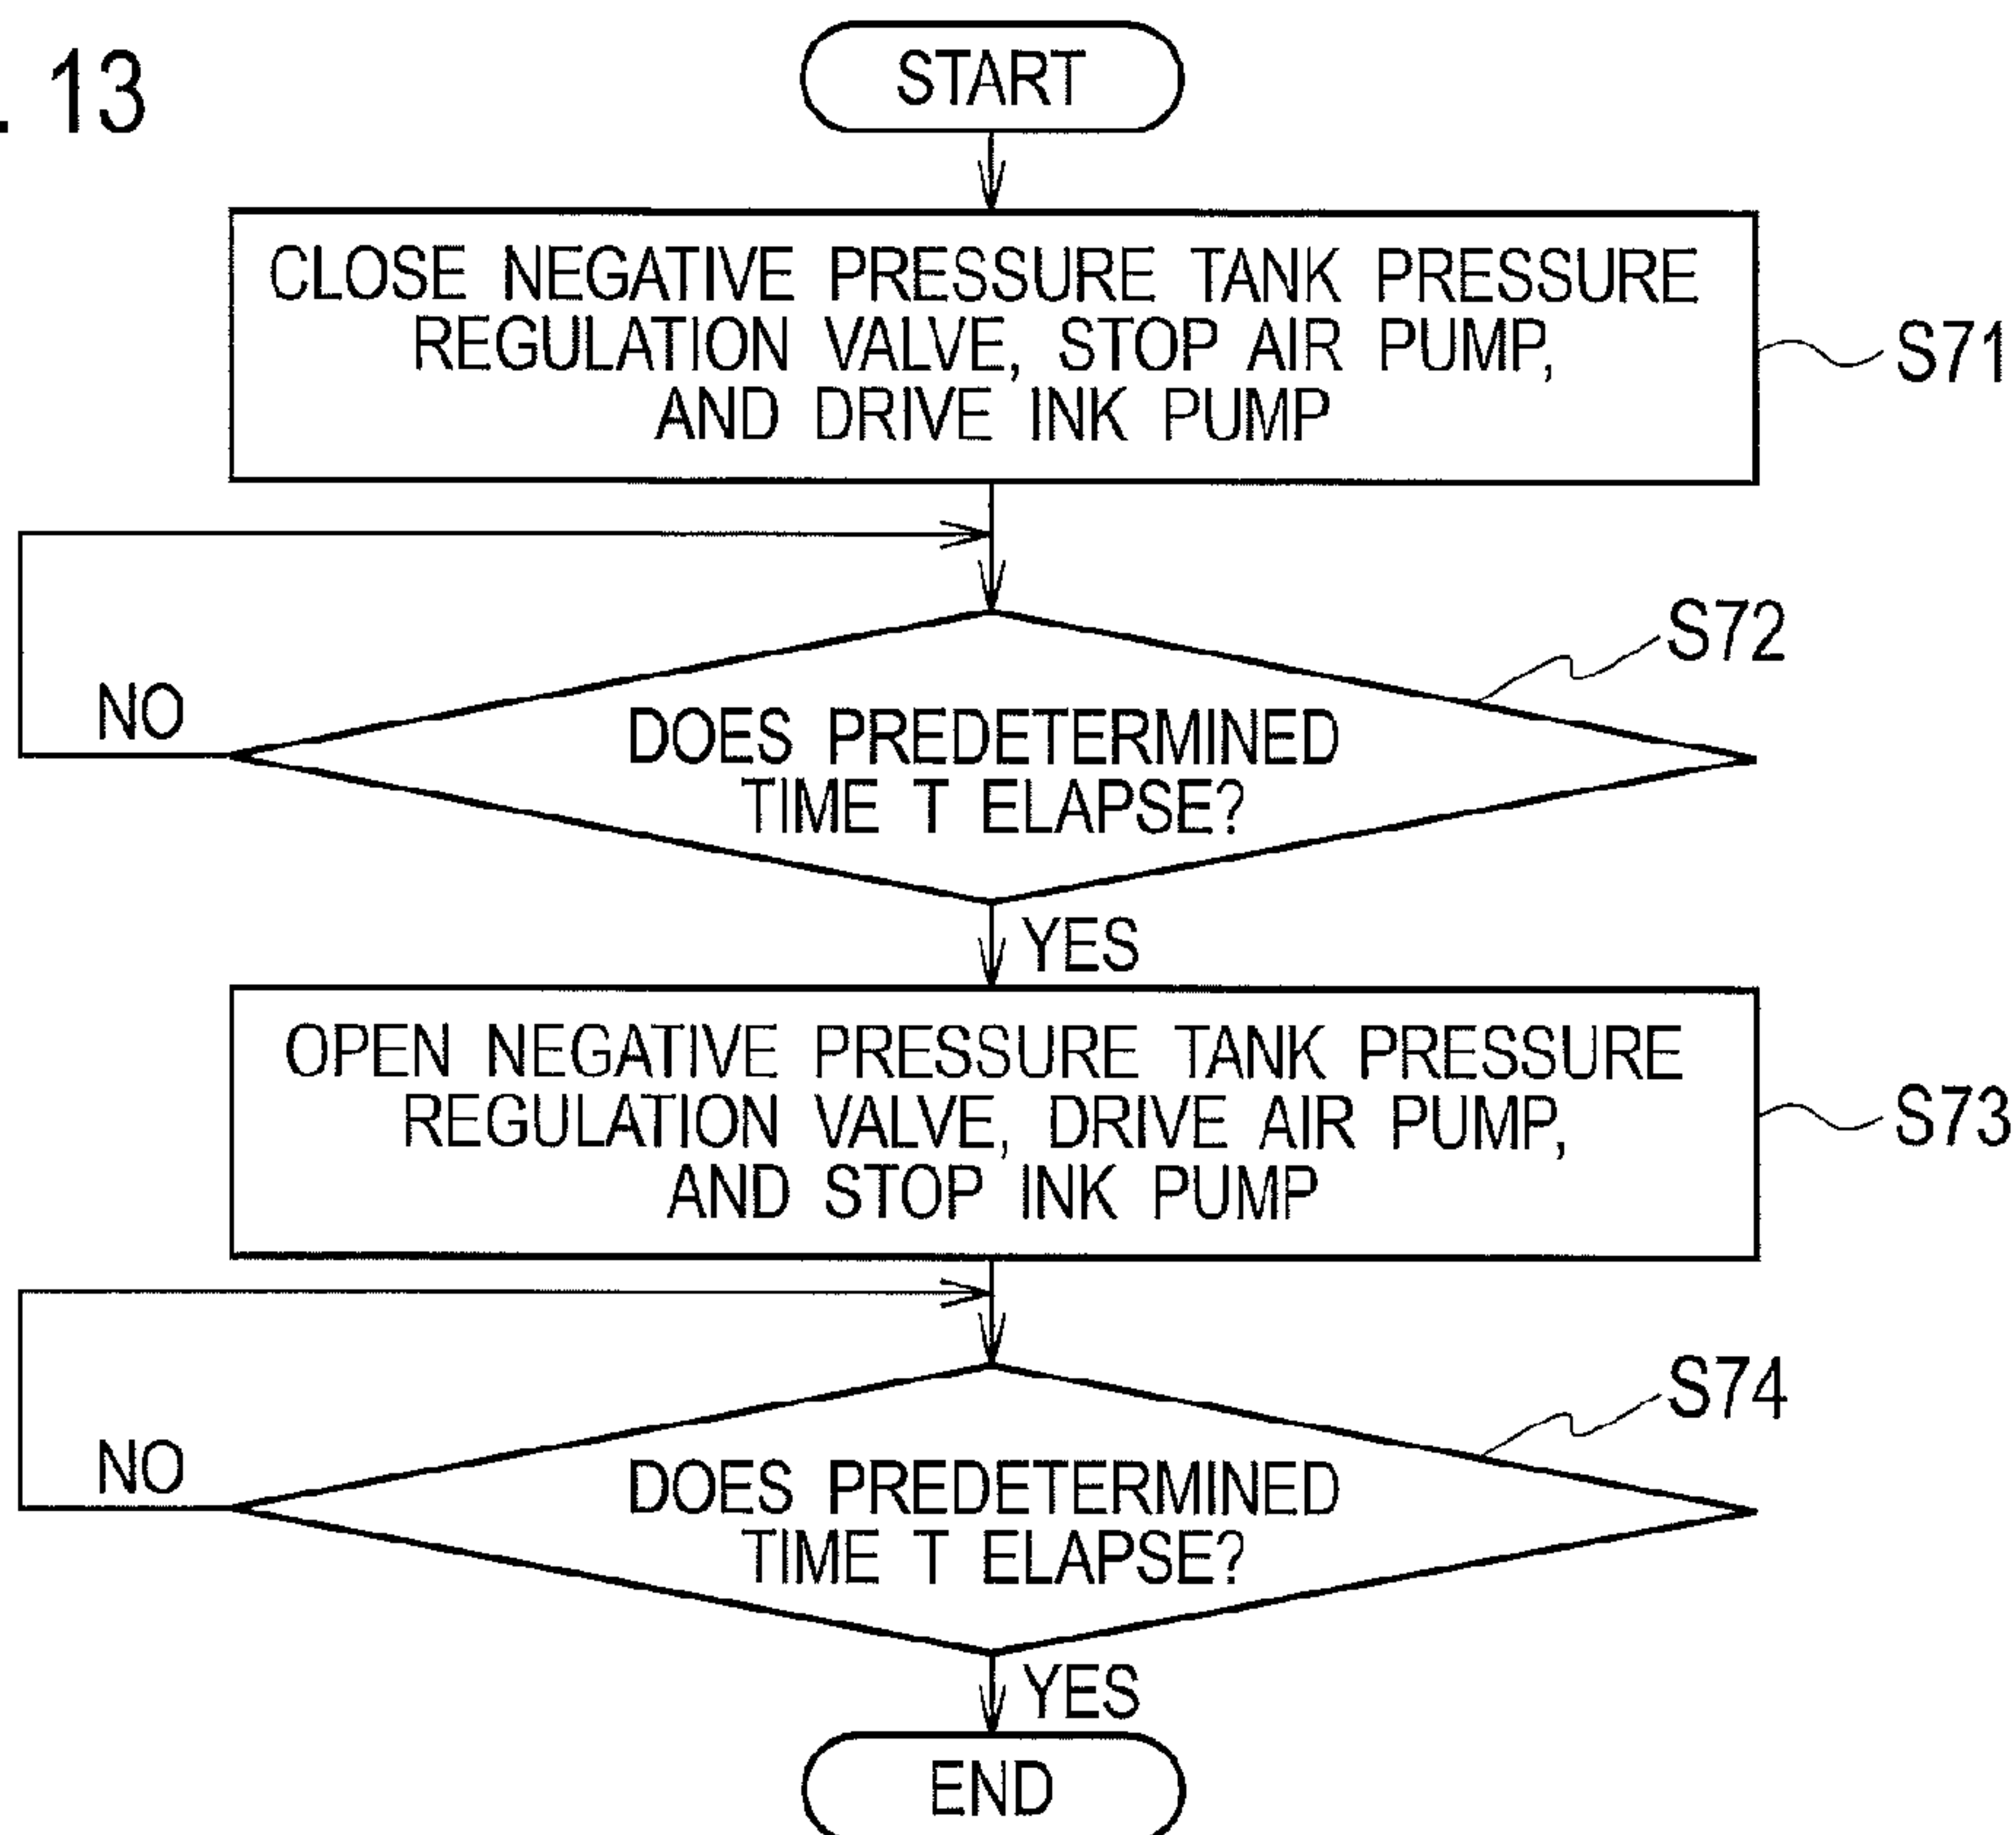 . 13
START
CLOSE NEGATIVE PRESSURE TANK PRESSURE
REGULATION VALVE, STOP AIR PUMP,
AND DRIVE INK PUMP
S71
S72
NO
DOES PREDETERMINED
TIME T ELAPSE?
YES
OPEN NEGATIVE PRESSURE TANK PRESSURE
REGULATION VALVE, DRIVE AIR PUMP,
AND STOP INK PUMP
S73
S74
NO
DOES PREDETERMINED
TIME T ELAPSE?
YES
END